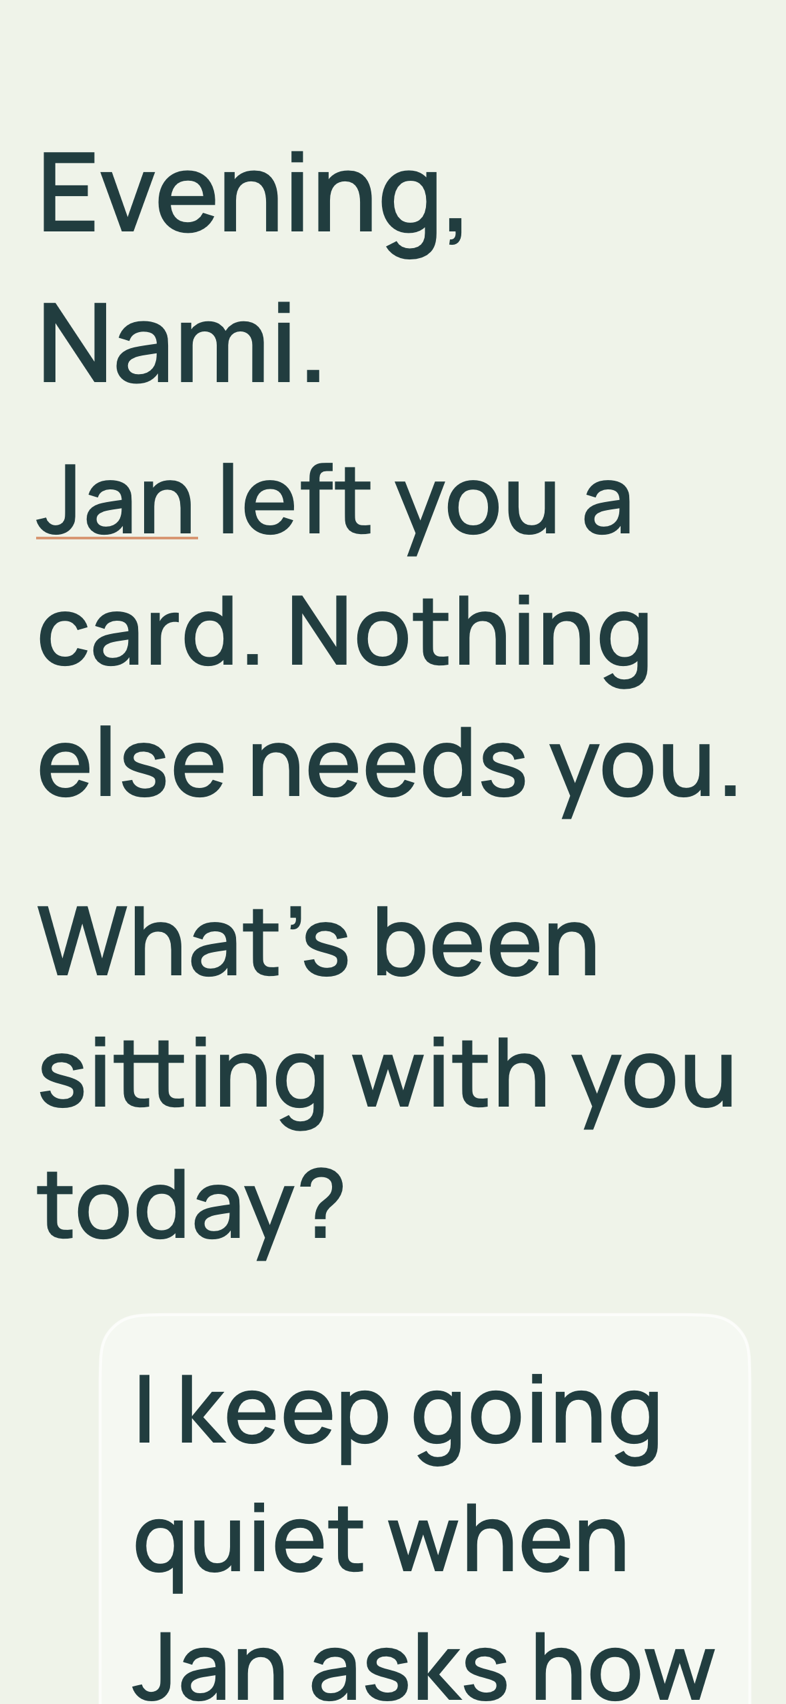 Evening,
Nami.
Jan left you a
card. Nothing
else needs you.
What’s been
sitting with you
today?
I keep going
quiet when
Jan asks how